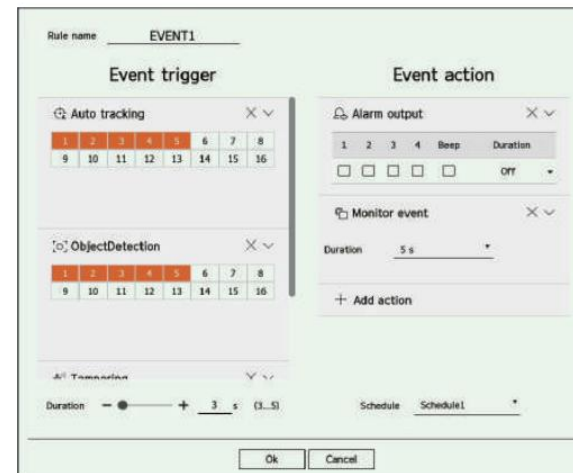 Rule name EVENT1
Event trigger
Auto tracking
1 2 3 4 5 6 7 8
9 10 11 12 13 14 15 16
ObjectDetection
1 2 3 4 5 6 7 8
9 10 11 12 13 14 15 16
Tampering
Duration 3 s (3...5)
Event action
Alarm output
1 2 3 4 Beep Duration
Off
Monitor event
Duration 5 s
+ Add action
Schedule Schedule1
Ok Cancel